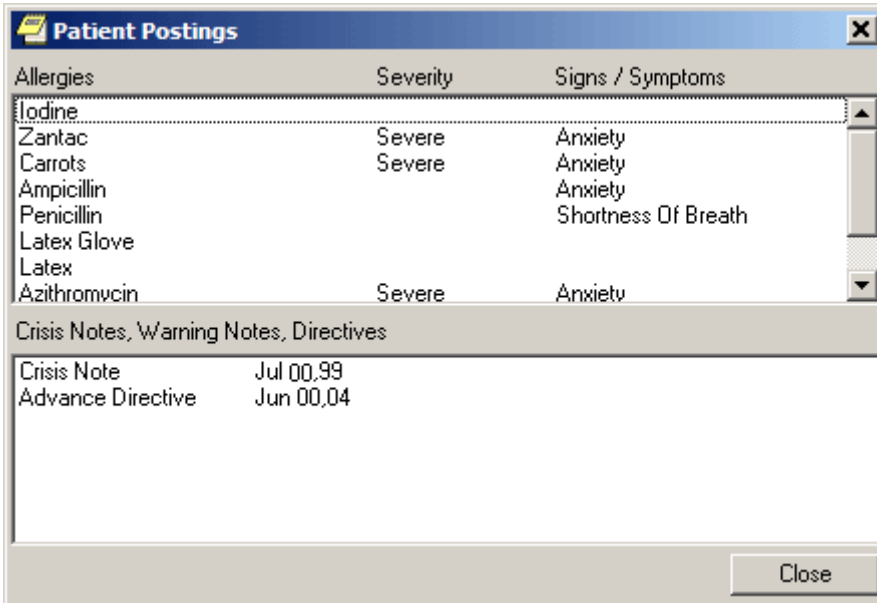 Patient Postings
Allergies Severity Signs / Symptoms
Iodine
Zantac Severe Anxiety
Carrots Severe Anxiety
Ampicillin Anxiety
Penicillin Shortness Of Breath
Latex Glove
Latex
Azithromycin Severe Anxiety
Crisis Notes, Warning Notes, Directives
Crisis Note Jul 00,99
Advance Directive Jun 00,04
Close